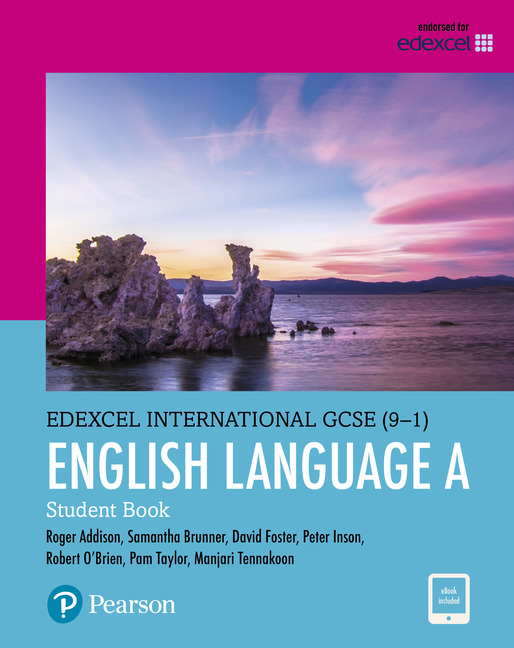 endorsed for
edexcel
EDEXCEL INTERNATIONAL GCSE (9–1)
ENGLISH LANGUAGE A
Student Book
Roger Addison, Samantha Brunner, David Foster, Peter Inson,
Robert O'Brien, Pam Taylor, Manjari Tennakoon
Pearson
eBook
included